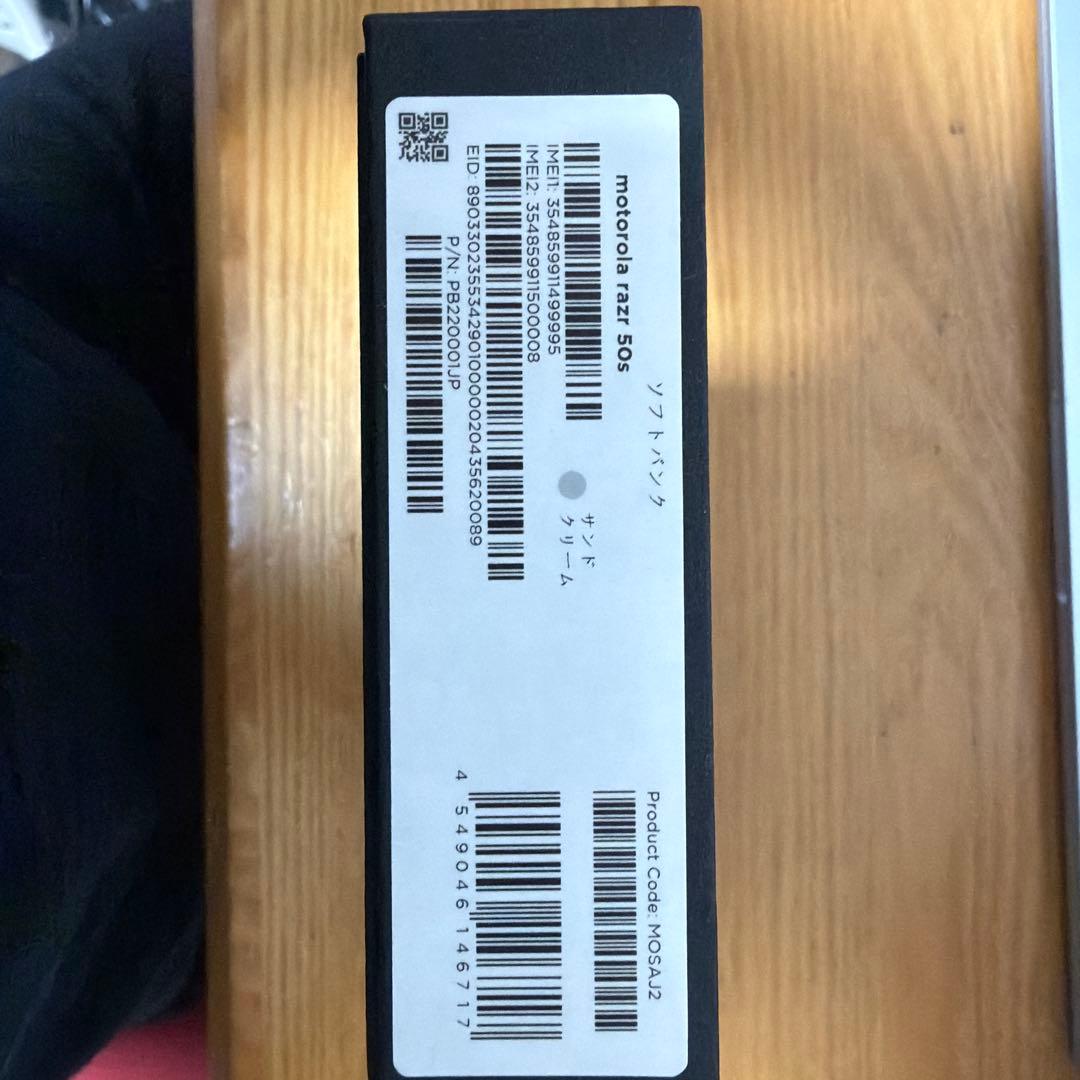 ソフトバンク
motorola razr 50s
IMEI1: 354859911499995
IMEI2: 354859911500008
EID: 89033023553429010000020435620089
P/N: PB220001JP
サンド
クリーム
Product Code: MOSAJ2
4 549046 146717